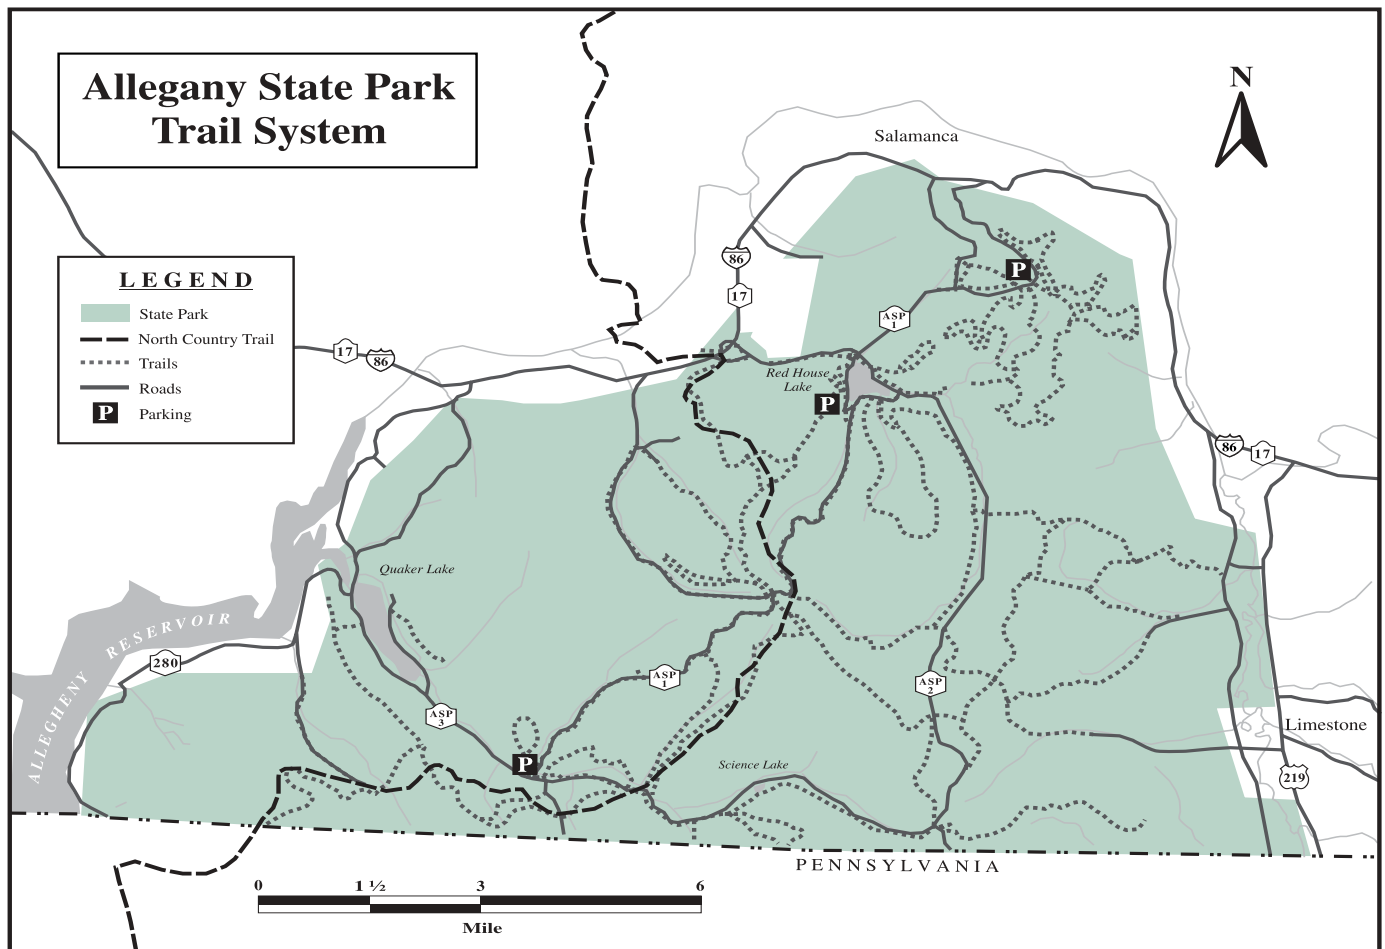 Allegany State Park
Trail System
N
Salamanca
86
17
ASP
1
P
LEGEND
State Park
North Country Trail
Trails
Roads
P
Parking
17
86
Red House
Lake
P
86
17
Quaker Lake
ALLEGHENY
RESERVOIR
280
ASP
1
ASP
2
ASP
3
P
Science Lake
Limestone
219
PENNSYLVANIA
0
1 ½
3
6
Mile